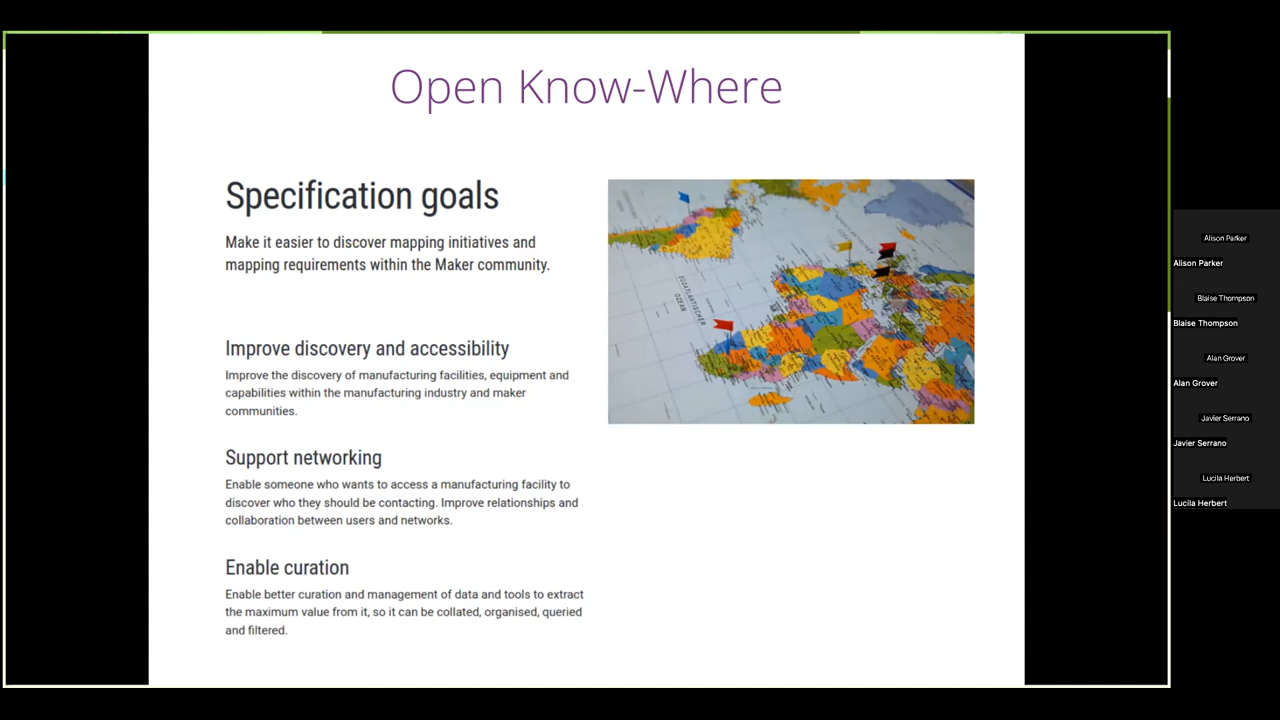 Open Know-Where
Specification goals
Make it easier to discover mapping initiatives and
mapping requirements within the Maker community.
Improve discovery and accessibility
Improve the discovery of manufacturing facilities, equipment and
capabilities within the manufacturing industry and maker
communities.
Support networking
Enable someone who wants to access a manufacturing facility to
discover who they should be contacting. Improve relationships and
collaboration between users and networks.
Enable curation
Enable better curation and management of data and tools to extract
the maximum value from it, so it can be collated, organised, queried
and filtered.
SÜDATLANTISCHER
OZEAN
Alison Parker
Alison Parker
Blaise Thompson
Blaise Thompson
Alan Grover
Alan Grover
Javier Serrano
Javier Serrano
Lucila Herbert
Lucila Herbert